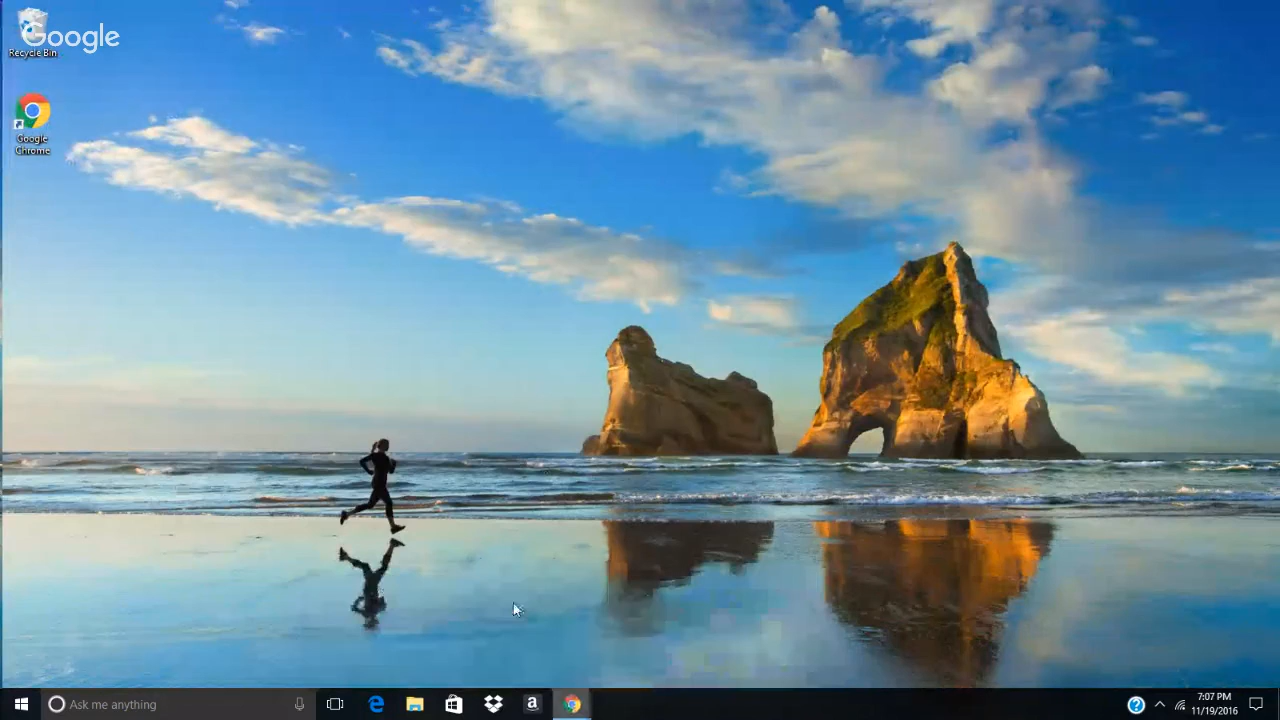 Google
Recycle Bin
Google
Chrome
Ask me anything
a
7:07 PM
11/19/2016